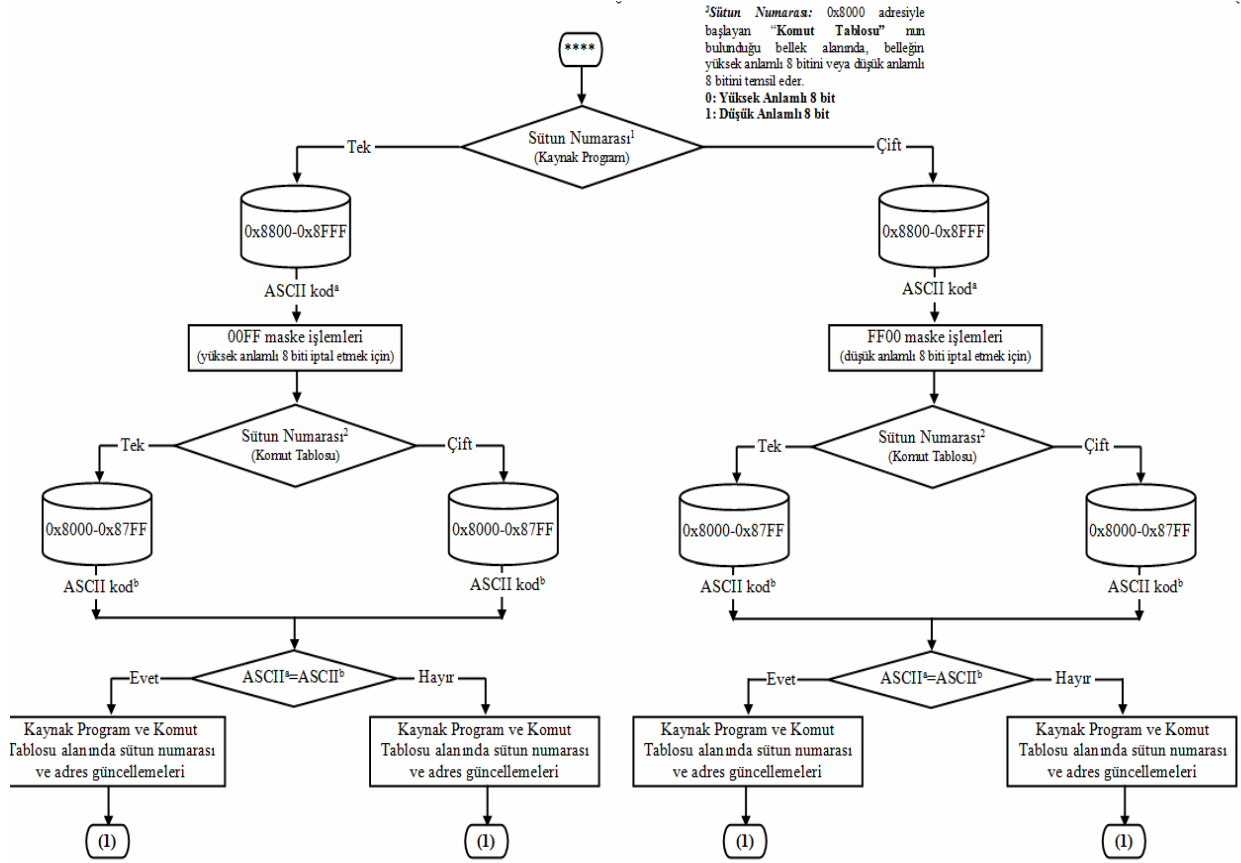 ²Sütun Numarası: 0x8000 adresiyle
başlayan “Komut Tablosu” nun
bulunduğu bellek alanında, belleğin
yüksek anlamlı 8 bitini veya düşük anlamlı
8 bitini temsil eder.
0: Yüksek Anlamlı 8 bit
1: Düşük Anlamlı 8 bit
****
Sütun Numarası¹
(Kaynak Program)
Tek
Çift
0x8800-0x8FFF
0x8800-0x8FFF
ASCII kodᵃ
ASCII kodᵃ
00FF maske işlemleri
(yüksek anlamlı 8 biti iptal etmek için)
FF00 maske işlemleri
(düşük anlamlı 8 biti iptal etmek için)
Sütun Numarası²
(Komut Tablosu)
Tek
Çift
Sütun Numarası²
(Komut Tablosu)
Tek
Çift
0x8000-0x87FF
0x8000-0x87FF
0x8000-0x87FF
0x8000-0x87FF
ASCII kodᵇ
ASCII kodᵇ
ASCII kodᵇ
ASCII kodᵇ
ASCIIᵃ=ASCIIᵇ
Evet
Hayır
ASCIIᵃ=ASCIIᵇ
Evet
Hayır
Kaynak Program ve Komut
Tablosu alanında sütun numarası
ve adres güncellemeleri
Kaynak Program ve Komut
Tablosu alanında sütun numarası
ve adres güncellemeleri
Kaynak Program ve Komut
Tablosu alanında sütun numarası
ve adres güncellemeleri
Kaynak Program ve Komut
Tablosu alanında sütun numarası
ve adres güncellemeleri
(1)
(1)
(1)
(1)